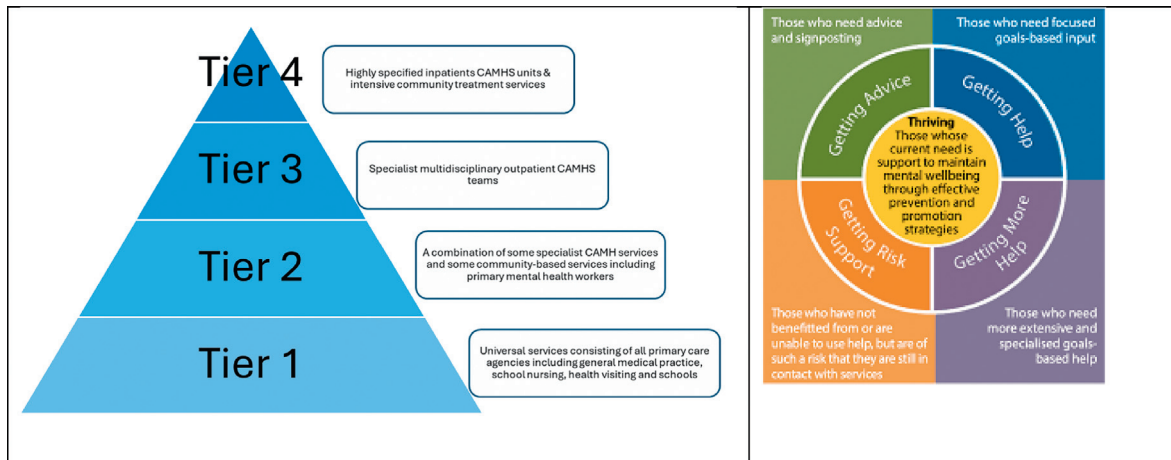 Tier 4
Highly specified inpatients CAMHS units &
intensive community treatment services
Tier 3
Specialist multidisciplinary outpatient CAMHS
teams
Tier 2
A combination of some specialist CAMH services
and some community-based services including
primary mental health workers
Tier 1
Universal services consisting of all primary care
agencies including general medical practice,
school nursing, health visiting and schools
Those who need advice
and signposting
Those who need focused
goals-based input
Getting Advice
Getting Help
Thriving
Those whose
current need is
support to maintain
mental wellbeing
through effective
prevention and
promotion
strategies
Getting Risk
Support
Getting More
Help
Those who have not
benefitted from or are
unable to use help, but are of
such a risk that they are still in
contact with services
Those who need
more extensive and
specialised goals-
based help